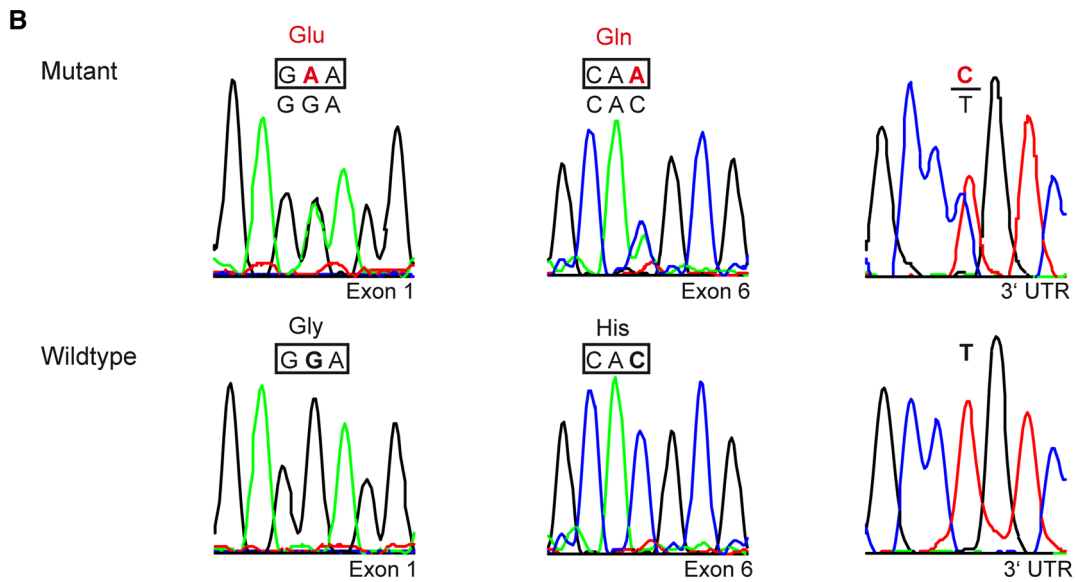 B
Mutant
Glu
G A A
G G A
Exon 1
Gln
C A A
C A C
Exon 6
C
T
3‘ UTR
Wildtype
Gly
G G A
Exon 1
His
C A C
Exon 6
T
3‘ UTR